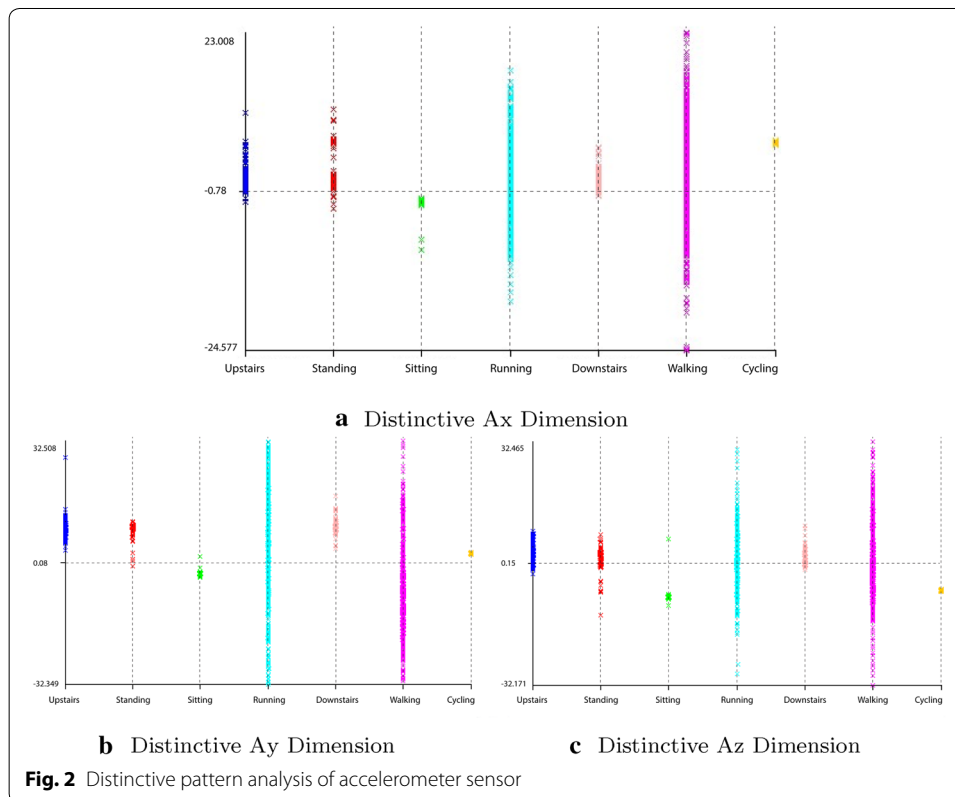 23.008
-0.78
-24.577
Upstairs Standing Sitting Running Downstairs Walking Cycling
a Distinctive Ax Dimension
32.508
0.08
-32.349
Upstairs Standing Sitting Running Downstairs Walking Cycling
b Distinctive Ay Dimension
32.465
0.15
-32.171
Upstairs Standing Sitting Running Downstairs Walking Cycling
c Distinctive Az Dimension
Fig. 2 Distinctive pattern analysis of accelerometer sensor